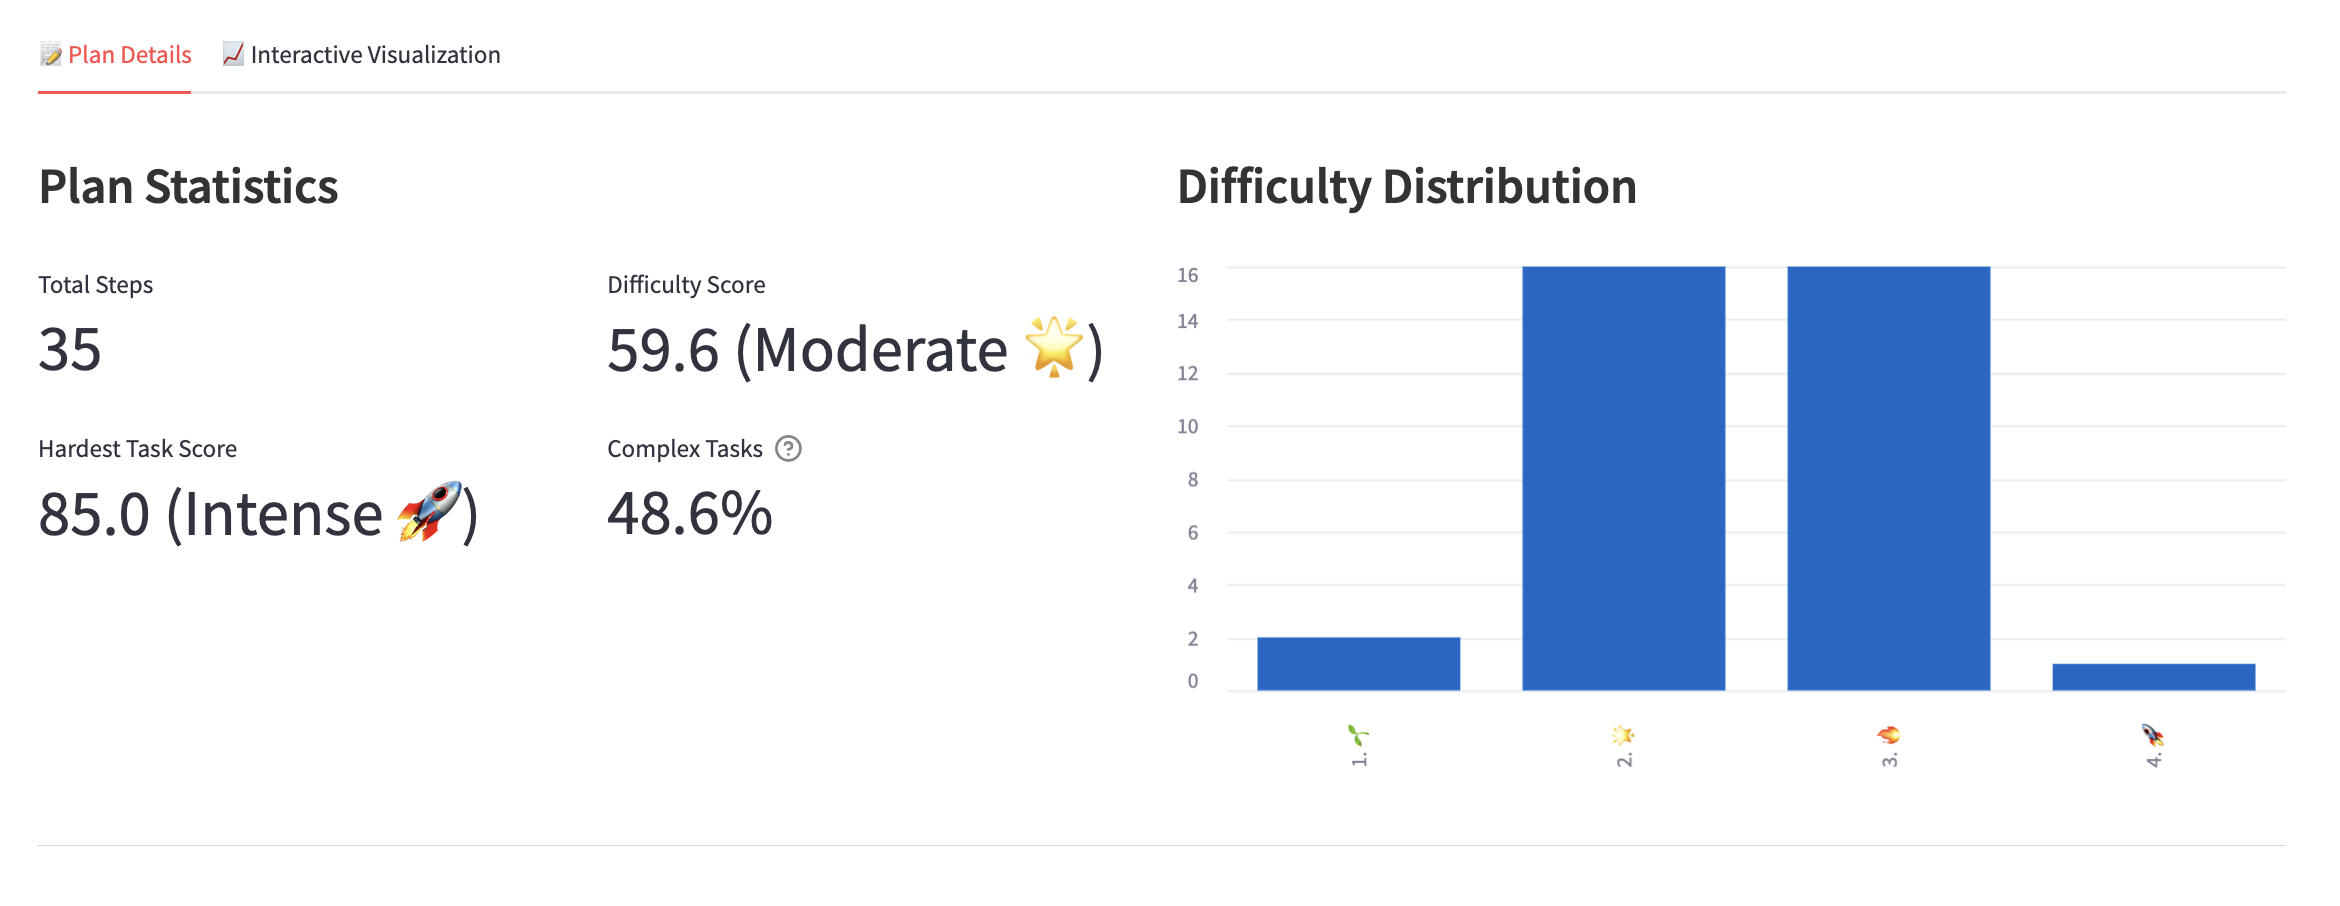 📝 Plan Details 📈 Interactive Visualization
Plan Statistics
Total Steps
35
Difficulty Score
59.6 (Moderate 🌟)
Hardest Task Score
85.0 (Intense 🚀)
Complex Tasks ?
48.6%
Difficulty Distribution
16
14
12
10
8
6
4
2
0
1. 🌱
2. 🌟
3. 🔥
4. 🚀